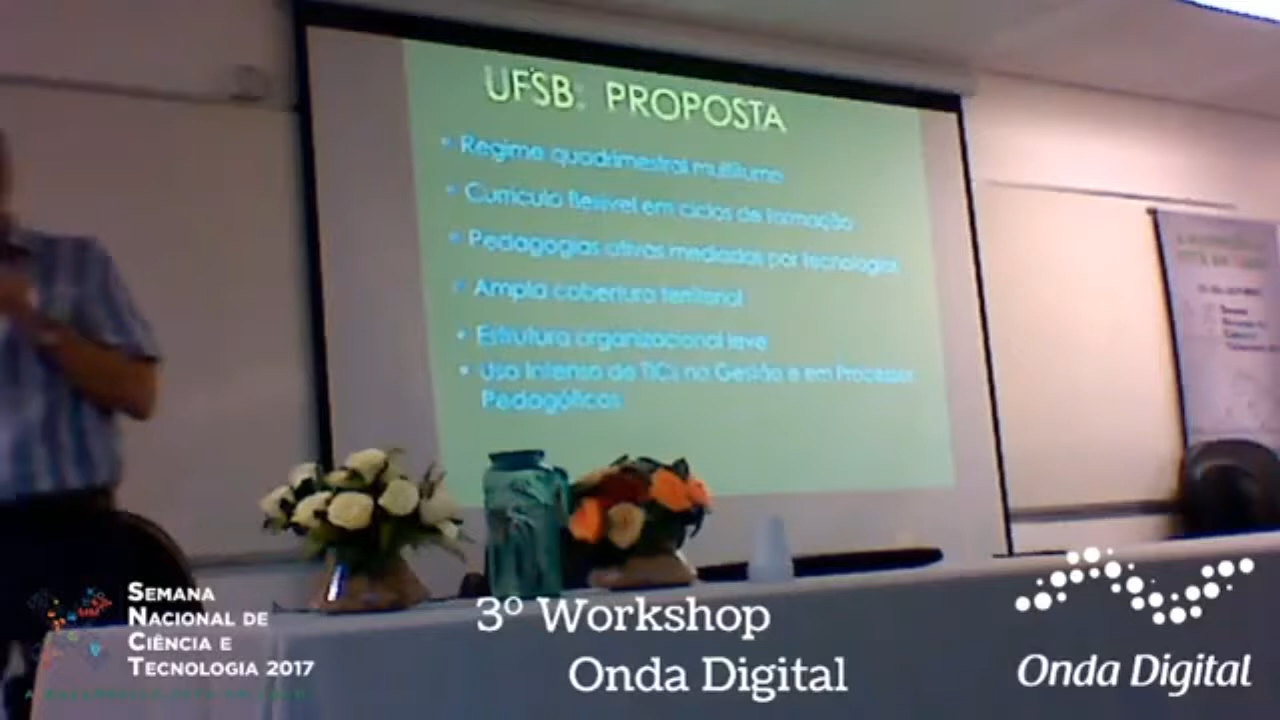 UFSB: PROPOSTA
• Regime quadrimestral multiturno
• Currículo flexível em ciclos de formação
• Pedagogias ativas mediadas por tecnologias
• Ampla cobertura territorial
• Estrutura organizacional leve
• Uso Intenso de TICs na Gestão e em Processos
Pedagógicos
SEMANA
NACIONAL DE
CIÊNCIA E
TECNOLOGIA 2017
3º Workshop
Onda Digital
Onda Digital